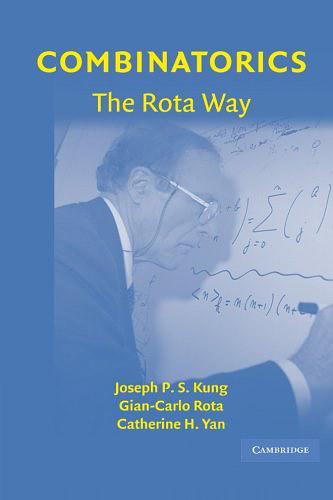 COMBINATORICS
The Rota Way
Joseph P. S. Kung
Gian-Carlo Rota
Catherine H. Yan
CAMBRIDGE